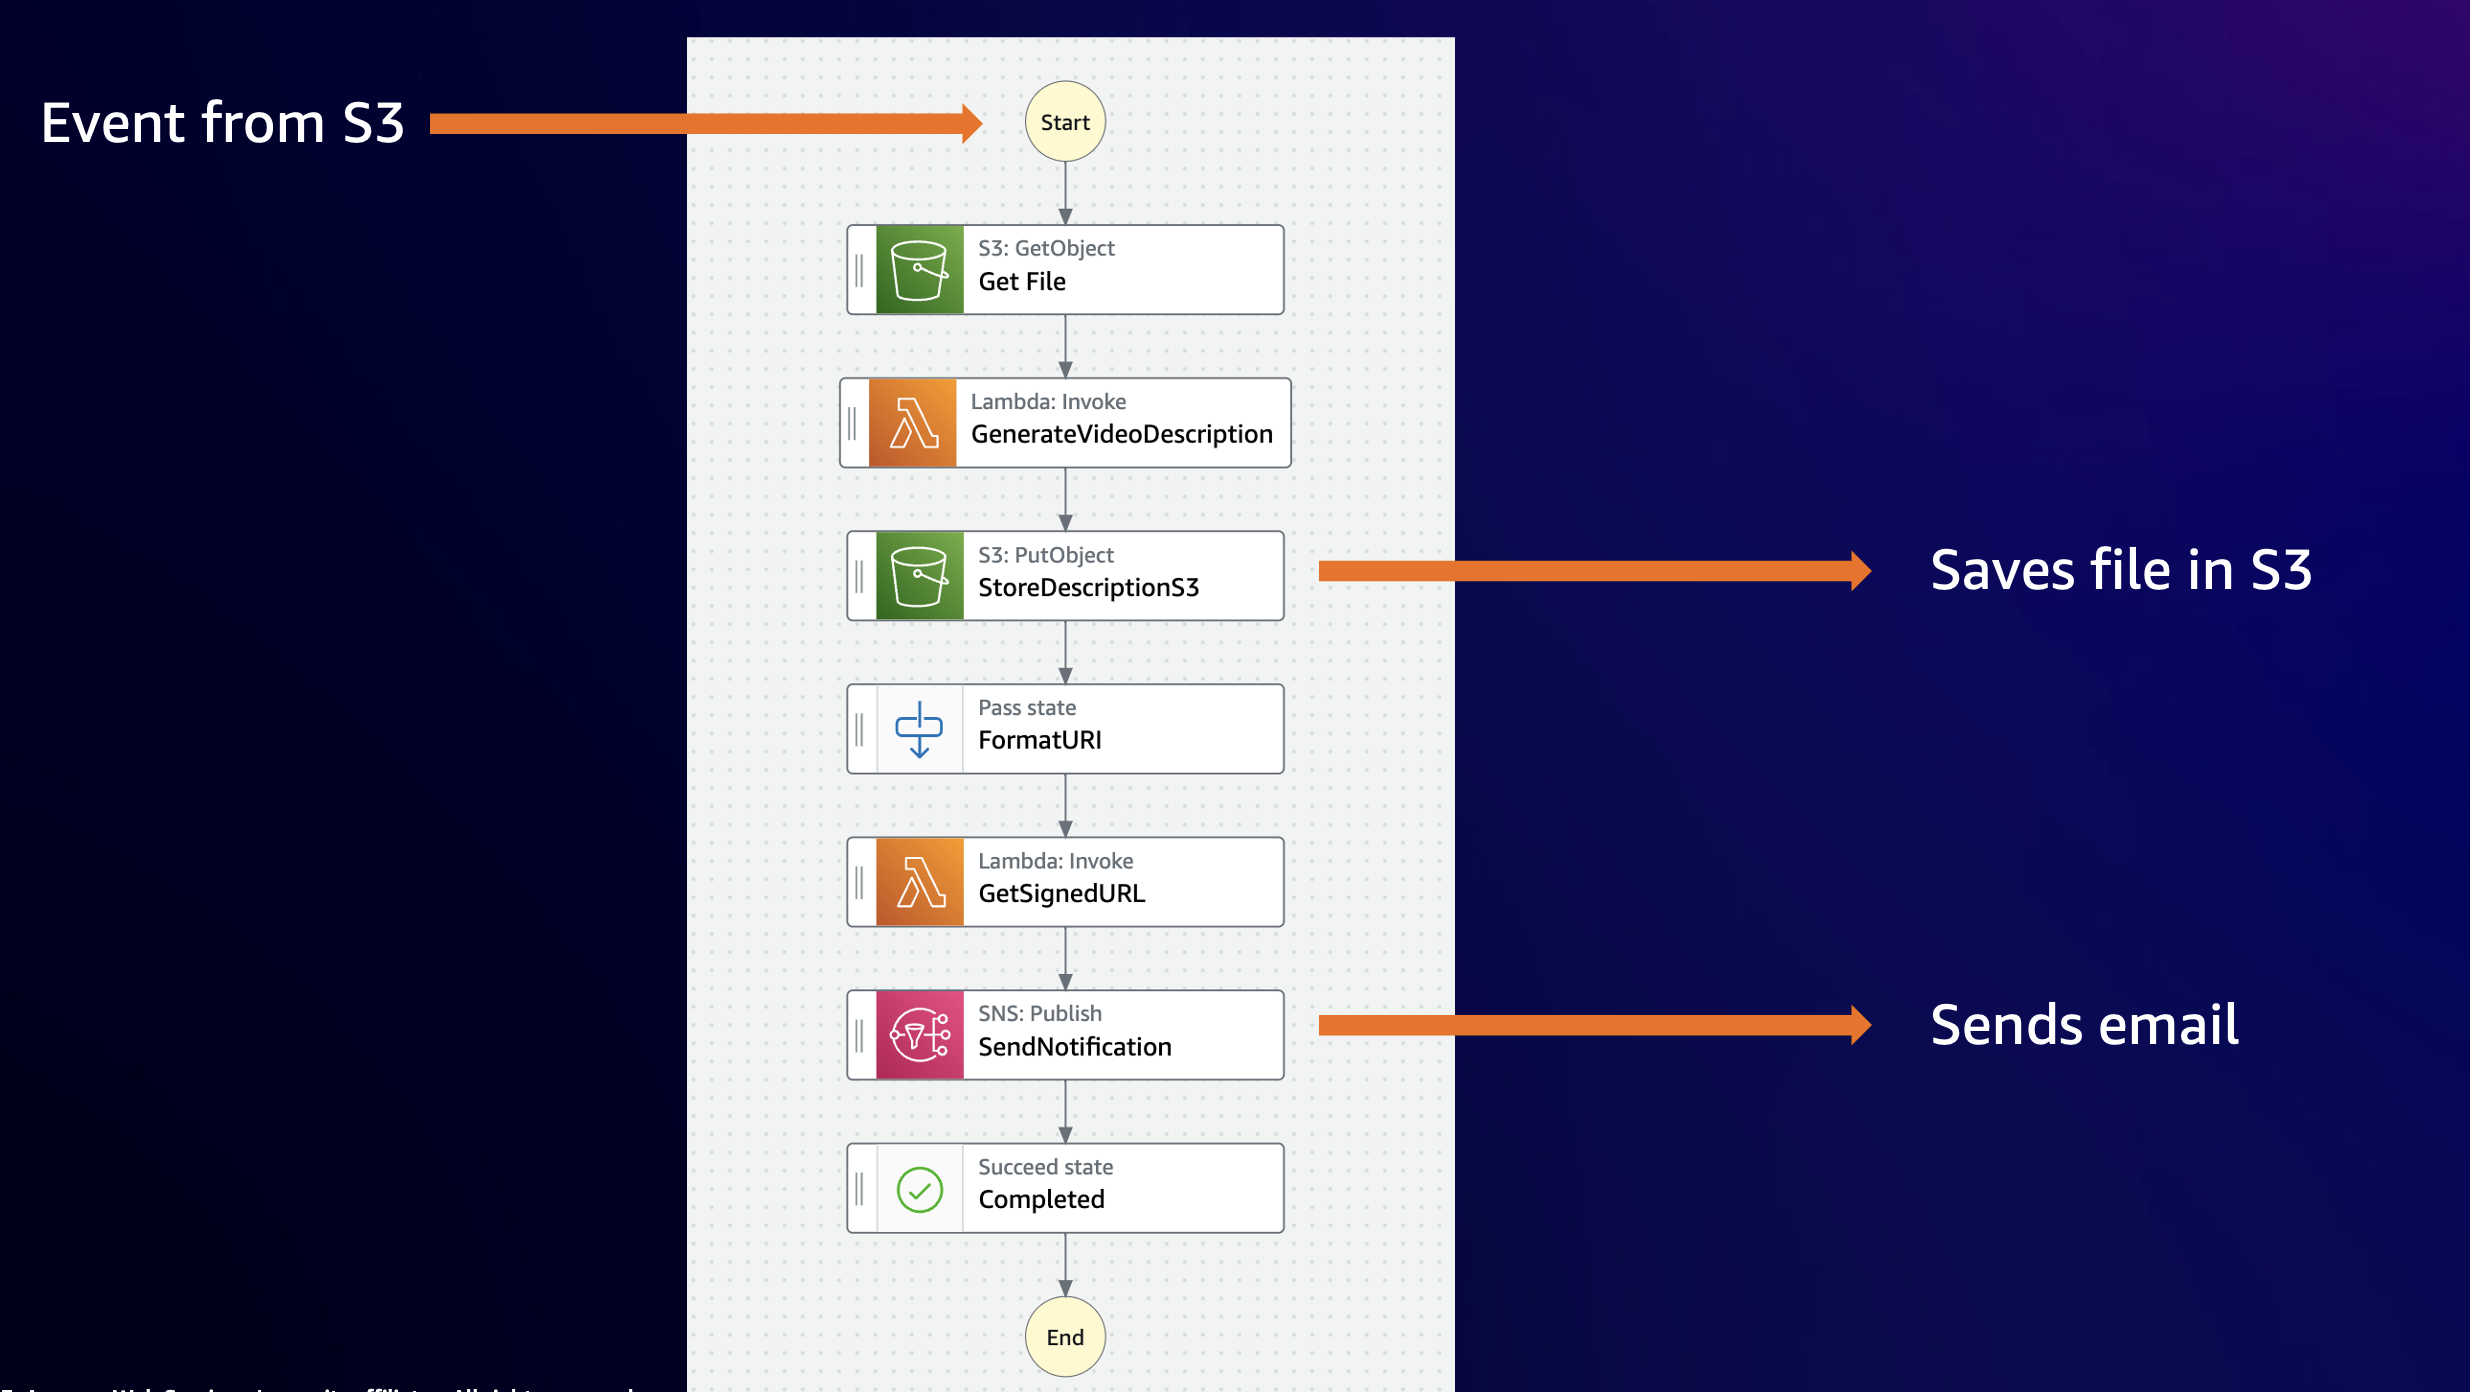 Event from S3
Start
S3: GetObject
Get File
Lambda: Invoke
GenerateVideoDescription
S3: PutObject
StoreDescriptionS3
Saves file in S3
Pass state
FormatURI
Lambda: Invoke
GetSignedURL
SNS: Publish
SendNotification
Sends email
Succeed state
Completed
End